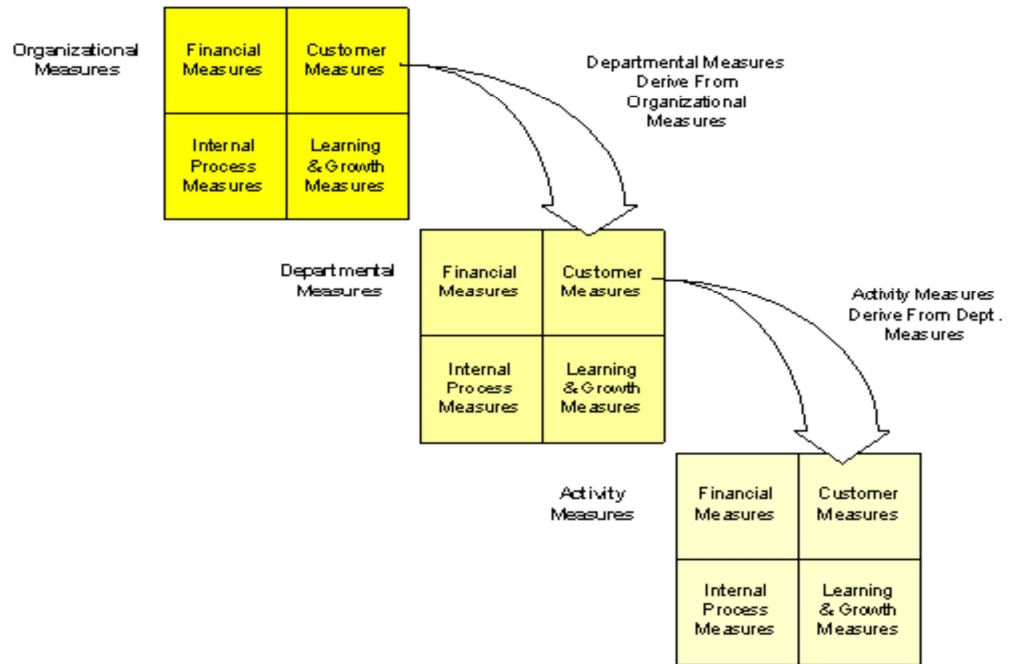 Organizational
Measures
Financial
Measures
Customer
Measures
Internal
Process
Measures
Learning
& Growth
Measures
Departmental Measures
Derive From
Organizational
Measures
Departmental
Measures
Financial
Measures
Customer
Measures
Internal
Process
Measures
Learning
& Growth
Measures
Activity Measures
Derive From Dept.
Measures
Activity
Measures
Financial
Measures
Customer
Measures
Internal
Process
Measures
Learning
& Growth
Measures